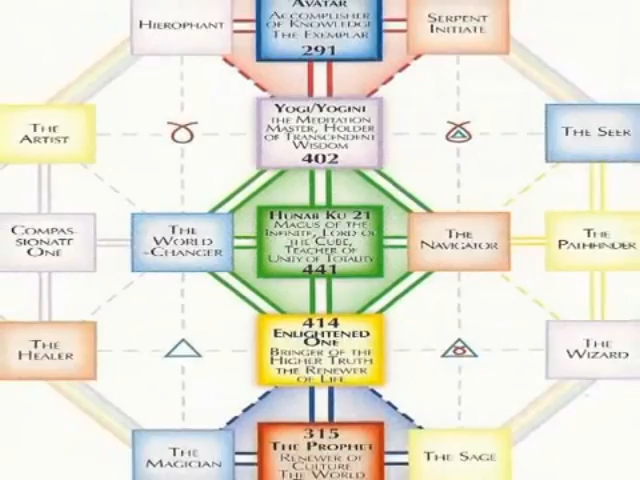 HIEROPHANT
AVATAR
ACCOMPLISHER
OF KNOWLEDGE
THE EXEMPLAR
291
SERPENT
INITIATE
THE
ARTIST
YOGI/YOGINI
THE MEDITATION
MASTER, HOLDER
OF TRANSCENDENTAL
WISDOM
402
THE SEER
COMPAS-
SIONATE
ONE
THE
WORLD
-CHANGER
HUNAB KU 21
MAGUS OF THE
INFINITE, LORD OF
THE CUBE,
TEACHER OF
UNITY OF TOTALITY
441
THE
NAVIGATOR
THE
PATHFINDER
THE
HEALER
414
ENLIGHTENED
ONE
BRINGER OF THE
HIGHER TRUTH
THE RENEWER
OF LIFE
THE
WIZARD
THE
MAGICIAN
315
THE PROPHET
RENEWER OF
CULTURE
THE WORLD
THE SAGE